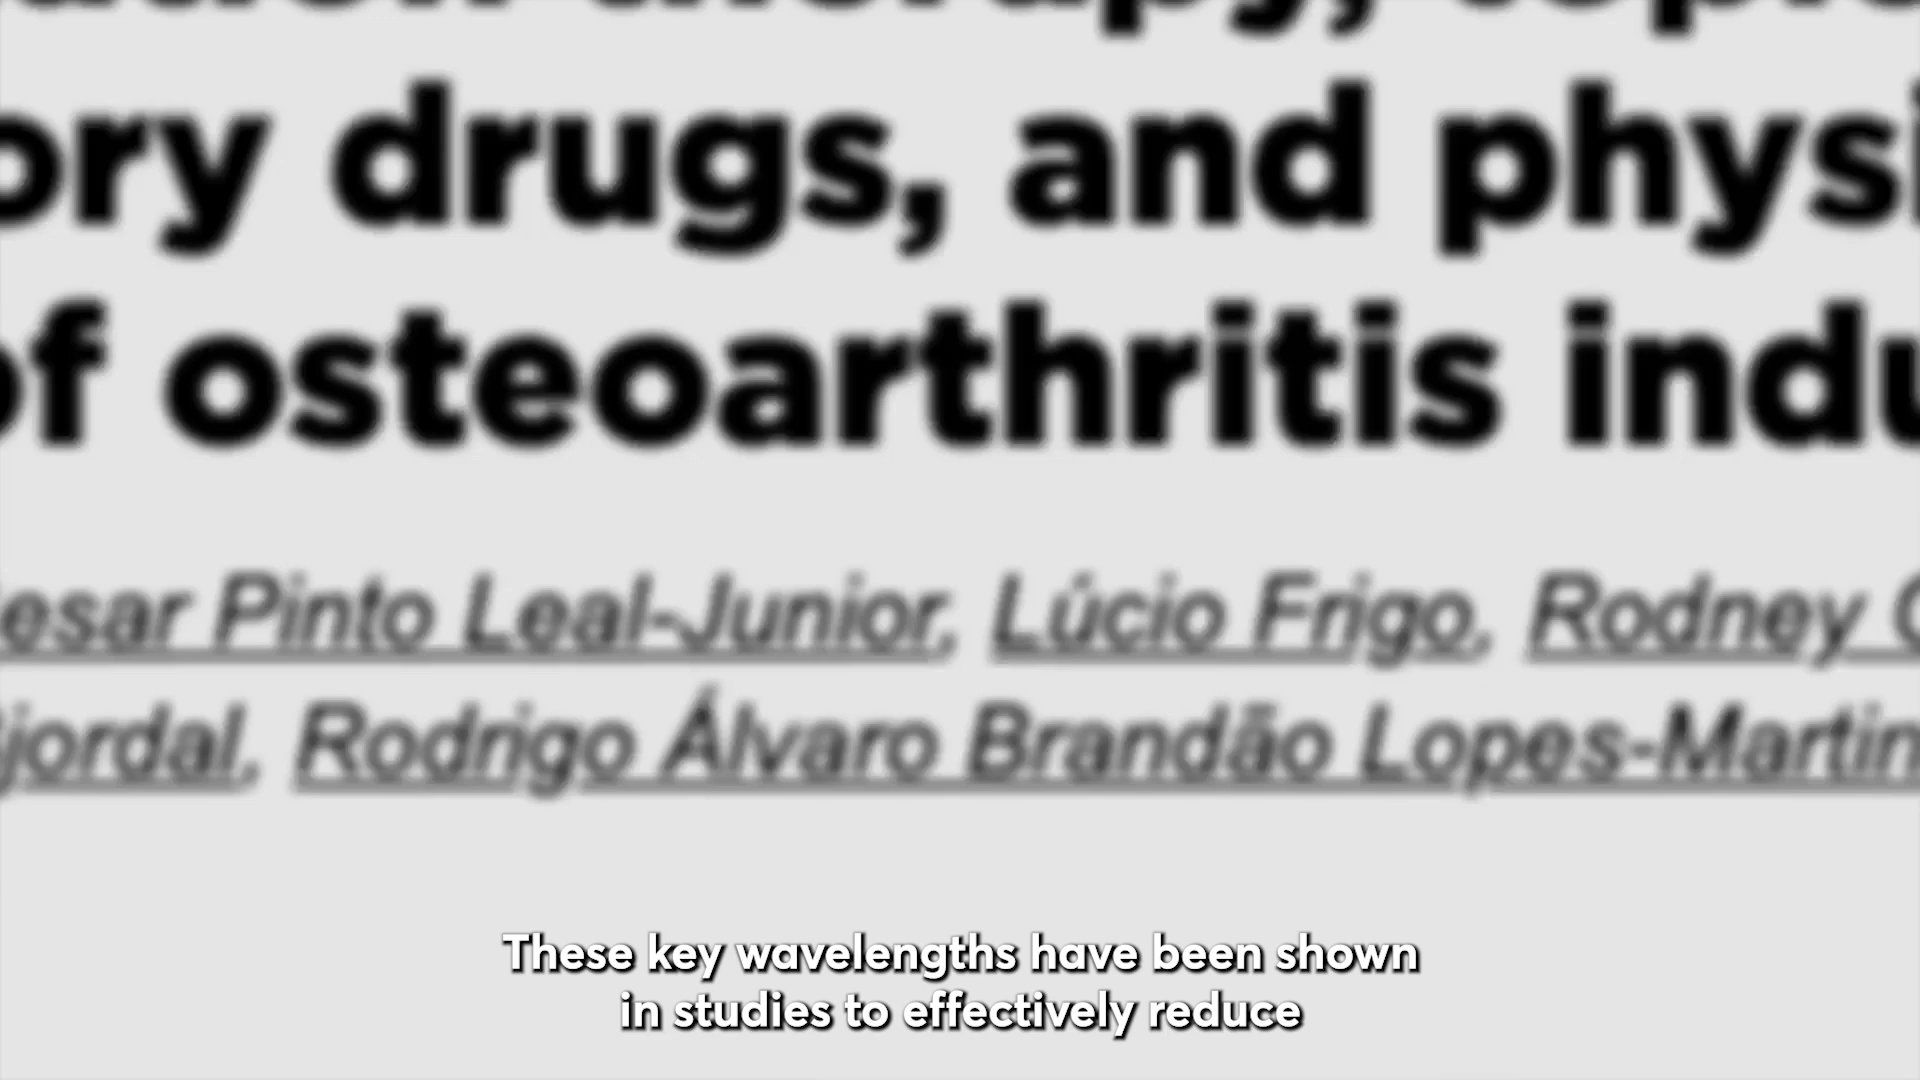 therapy,
ory drugs, and physi
of osteoarthritis indu
esar Pinto Leal-Junior, Lúcio Frigo, Rodney
jordal, Rodrigo Álvaro Brandão Lopes-Martin
These key wavelengths have been shown
in studies to effectively reduce